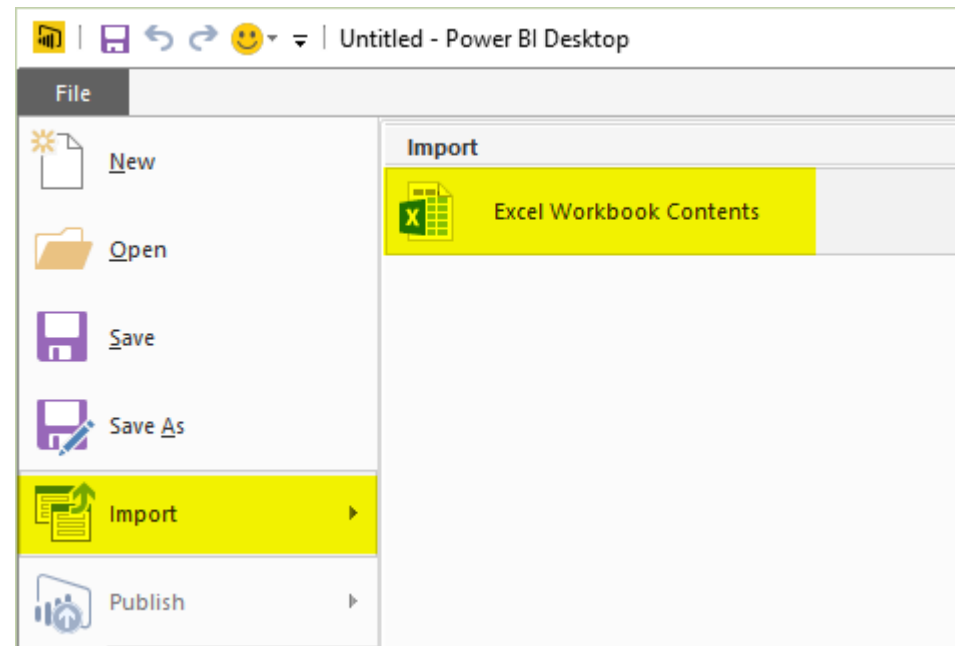 Untitled - Power BI Desktop
File
New
Import
Excel Workbook Contents
Open
Save
Save As
Import
Publish